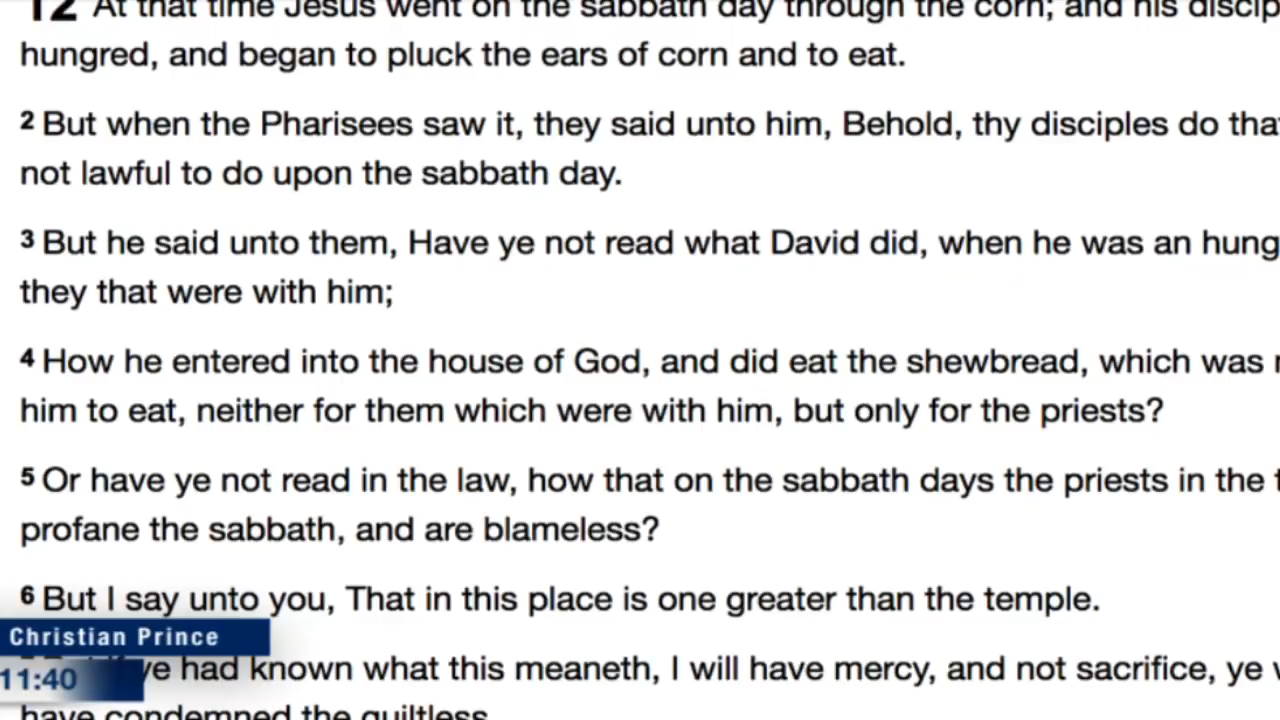 12 At that time Jesus went on the sabbath day through the corn; and his discip
hungred, and began to pluck the ears of corn and to eat.
2 But when the Pharisees saw it, they said unto him, Behold, thy disciples do tha
not lawful to do upon the sabbath day.
3 But he said unto them, Have ye not read what David did, when he was an hung
they that were with him;
4 How he entered into the house of God, and did eat the shewbread, which was
him to eat, neither for them which were with him, but only for the priests?
5 Or have ye not read in the law, how that on the sabbath days the priests in the
profane the sabbath, and are blameless?
6 But I say unto you, That in this place is one greater than the temple.
Christian Prince
ye had known what this meaneth, I will have mercy, and not sacrifice, ye
11:40
have condemned the guiltless